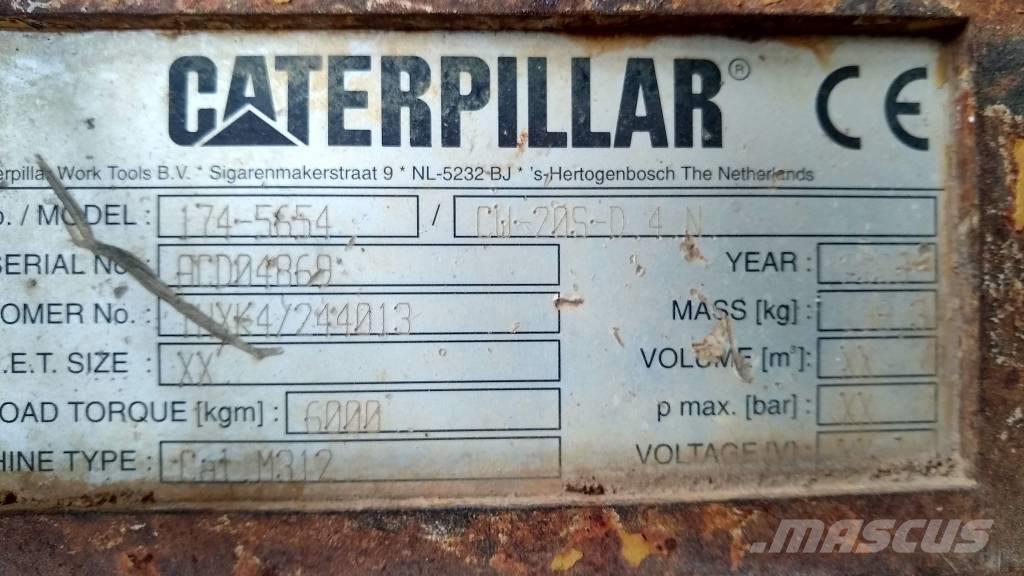 CATERPILLAR® CE
erpillar Work Tools B.V. * Sigarenmakerstraat 9 * NL-5232 BJ * 's-Hertogenbosch The Netherlands
o. / MODEL : 174-5654 / CW-20S-D.4.N
SERIAL No. : ACD04869 YEAR :
OMER No. : 244013 MASS [kg] :
.E.T. SIZE : XX VOLUME [m³]: XX
OAD TORQUE [kgm] : 6000 p max. [bar] : XX
HINE TYPE : Cat M312 VOLTAGE [V] :
MASCUS